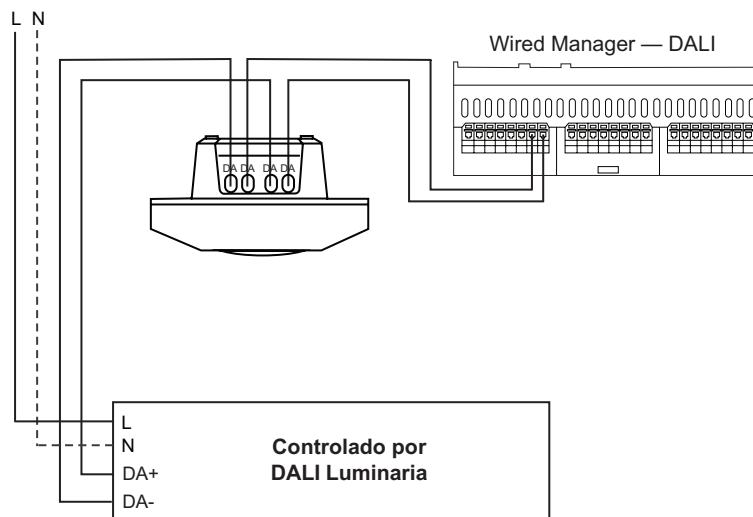 L N
Wired Manager — DALI
DA DA DA DA
L
N
DA+
DA-
Controlado por
DALI Luminaria